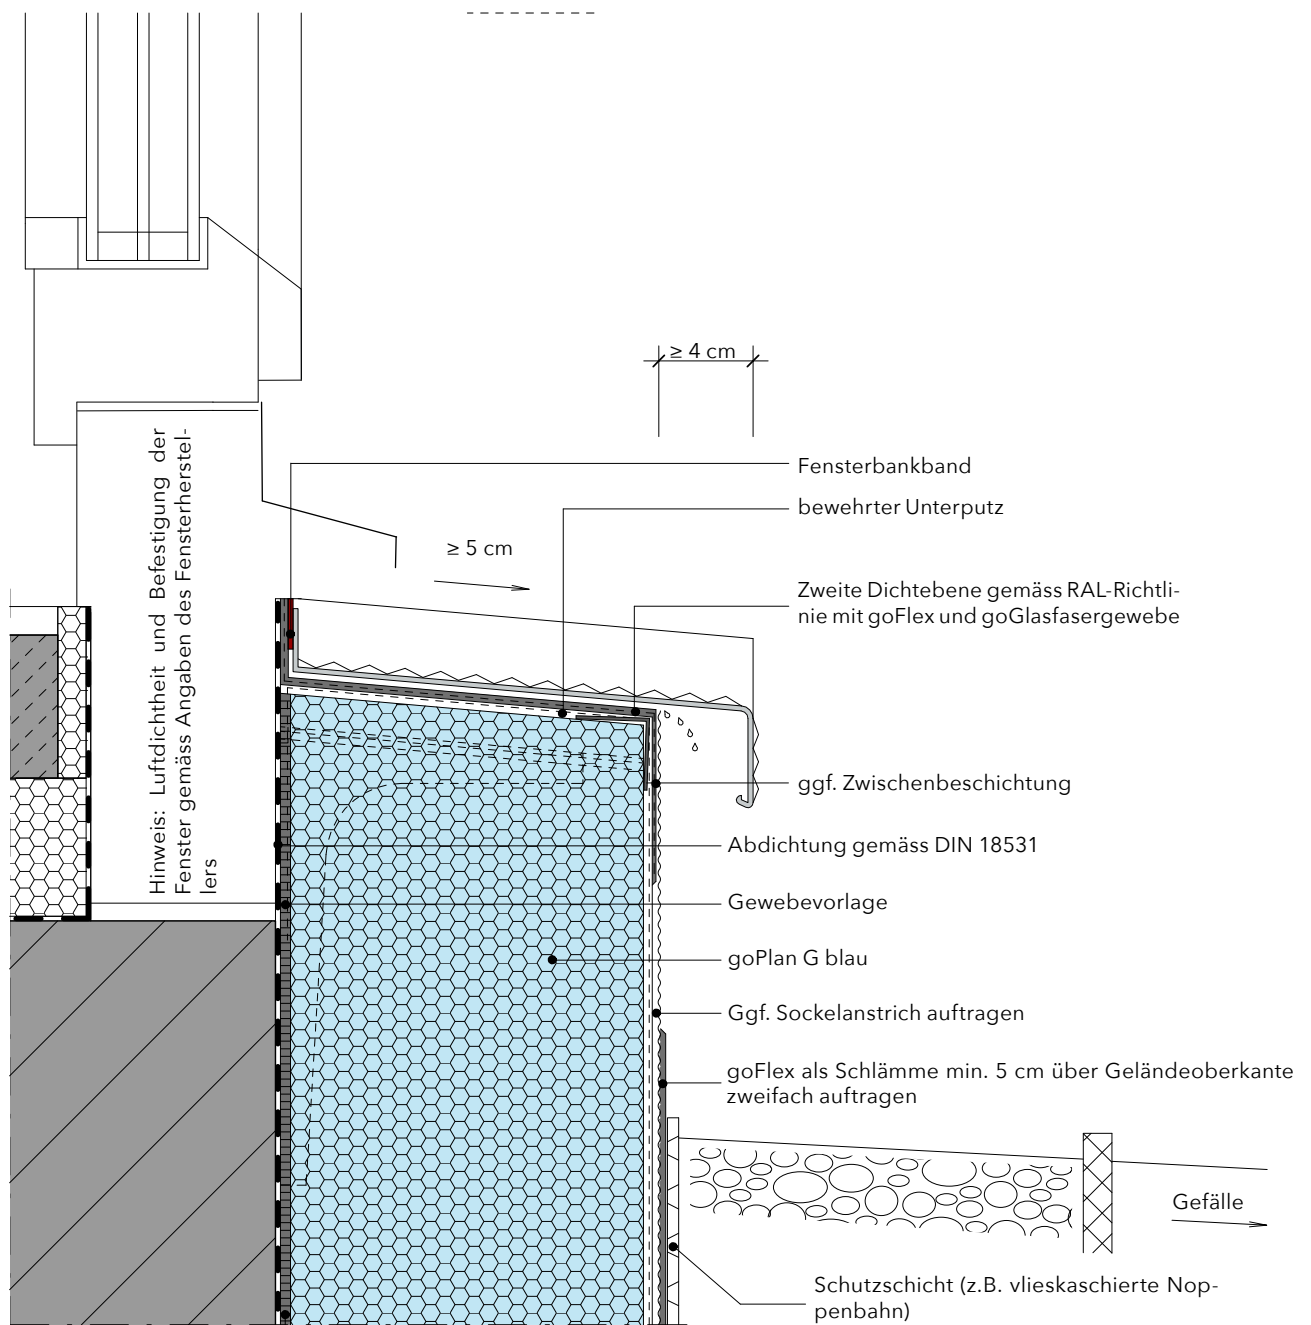 ≥ 4 cm
Fensterbankband
bewehrter Unterputz
≥ 5 cm
Zweite Dichtebene gemäss RAL-Richtli-
nie mit goFlex und goGlasfasergewebe
Hinweis: Luftdichtheit und Befestigung der
Fenster gemäss Angaben des Fensterherstel-
lers
ggf. Zwischenbeschichtung
Abdichtung gemäss DIN 18531
Gewebevorlage
goPlan G blau
Ggf. Sockelanstrich auftragen
goFlex als Schlämme min. 5 cm über Geländeoberkante
zweifach auftragen
Gefälle
Schutzschicht (z.B. vlieskaschierte Nop-
penbahn)